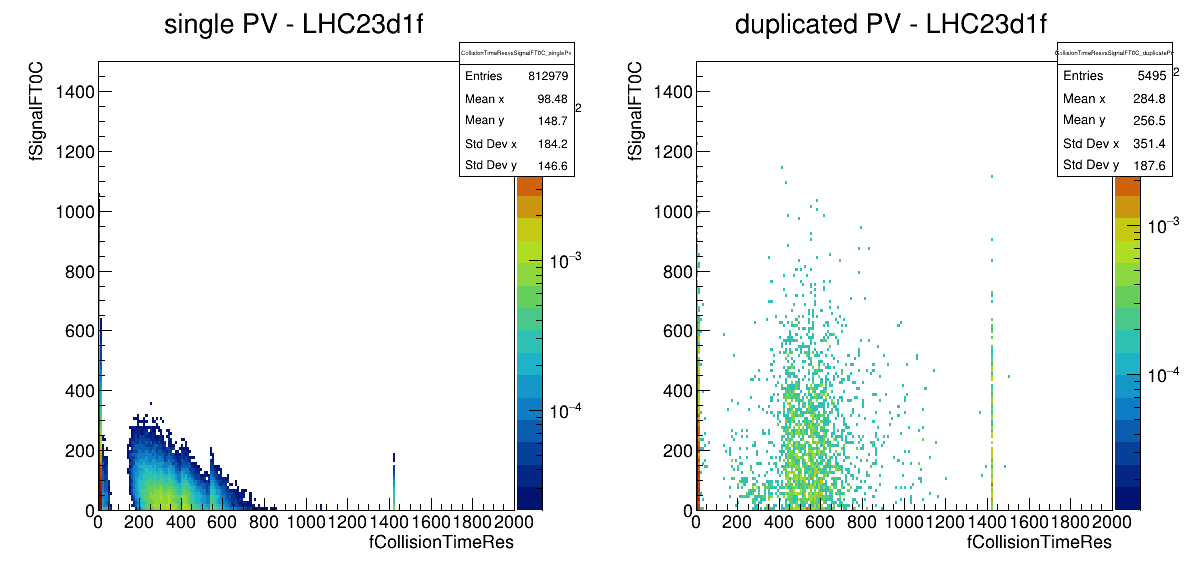 single PV - LHC23d1f
fSignalFT0C
CollisionTimeResvsSignalFT0C_singlePV
Entries 812979
Mean x 98.48
Mean y 148.7
Std Dev x 184.2
Std Dev y 146.6
2
1400
1200
1000
800
600
400
200
0
10−3
10−4
0 200 400 600 800 1000 1200 1400 1600 1800 2000
fCollisionTimeRes
duplicated PV - LHC23d1f
fSignalFT0C
CollisionTimeResvsSignalFT0C_duplicatePV
Entries 5495
Mean x 284.8
Mean y 256.5
Std Dev x 351.4
Std Dev y 187.6
2
1400
1200
1000
800
600
400
200
0
10−3
10−4
0 200 400 600 800 1000 1200 1400 1600 1800 2000
fCollisionTimeRes